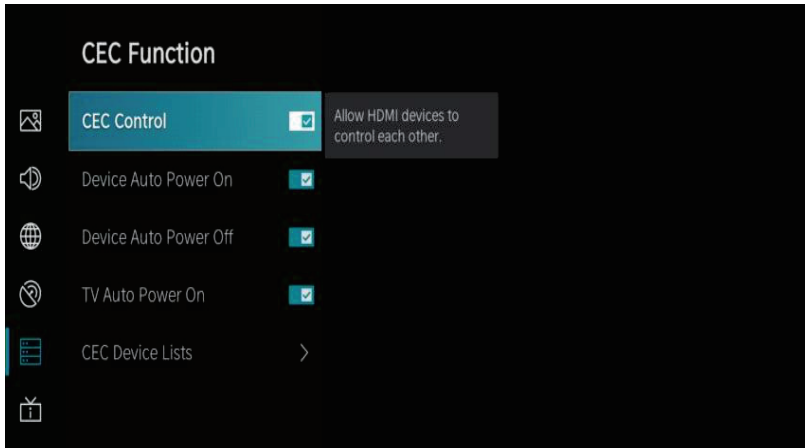 CEC Function
CEC Control
Allow HDMI devices to
control each other.
Device Auto Power On
Device Auto Power Off
TV Auto Power On
CEC Device Lists